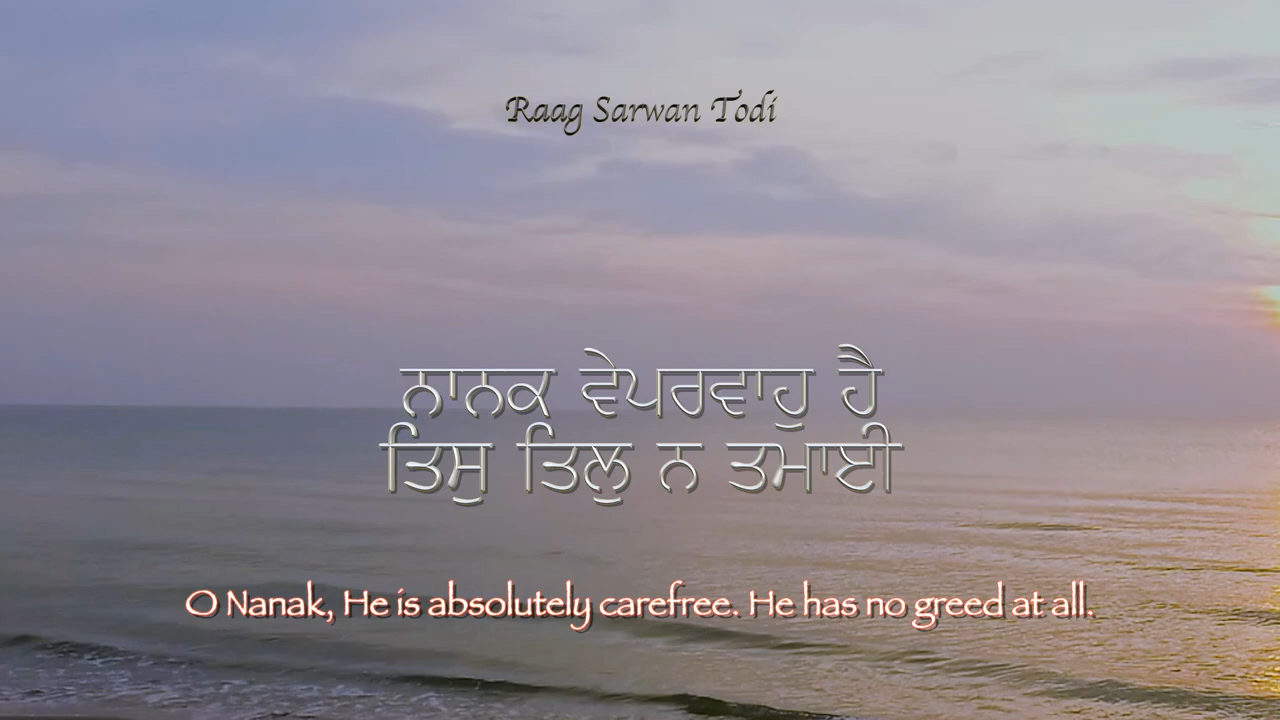 Raag Sarwan Todi
ਨਾਨਕ ਵੇਪਰਵਾਹੁ ਹੈ
ਤਿਸੁ ਤਿਲੁ ਨ ਤਮਾਈ
O Nanak, He is absolutely carefree. He has no greed at all.